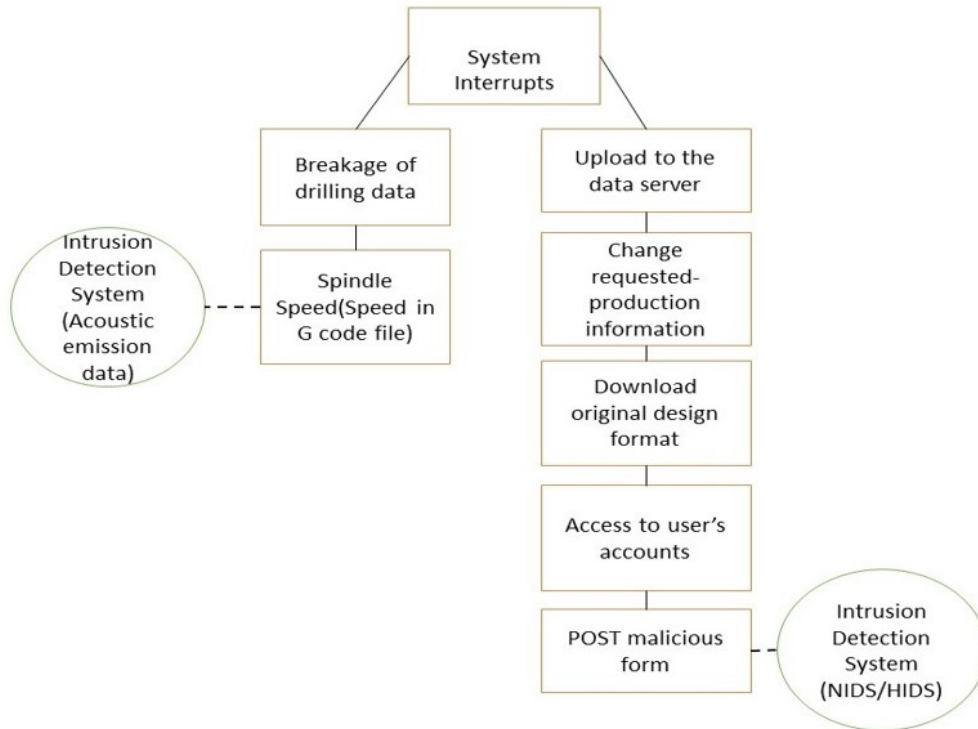 System
Interrupts
Breakage of
drilling data
Upload to the
data server
Intrusion
Detection
System
(Acoustic
emission
data)
Spindle
Speed(Speed in
G code file)
Change
requested-
production
information
Download
original design
format
Access to user’s
accounts
POST malicious
form
Intrusion
Detection
System
(NIDS/HIDS)